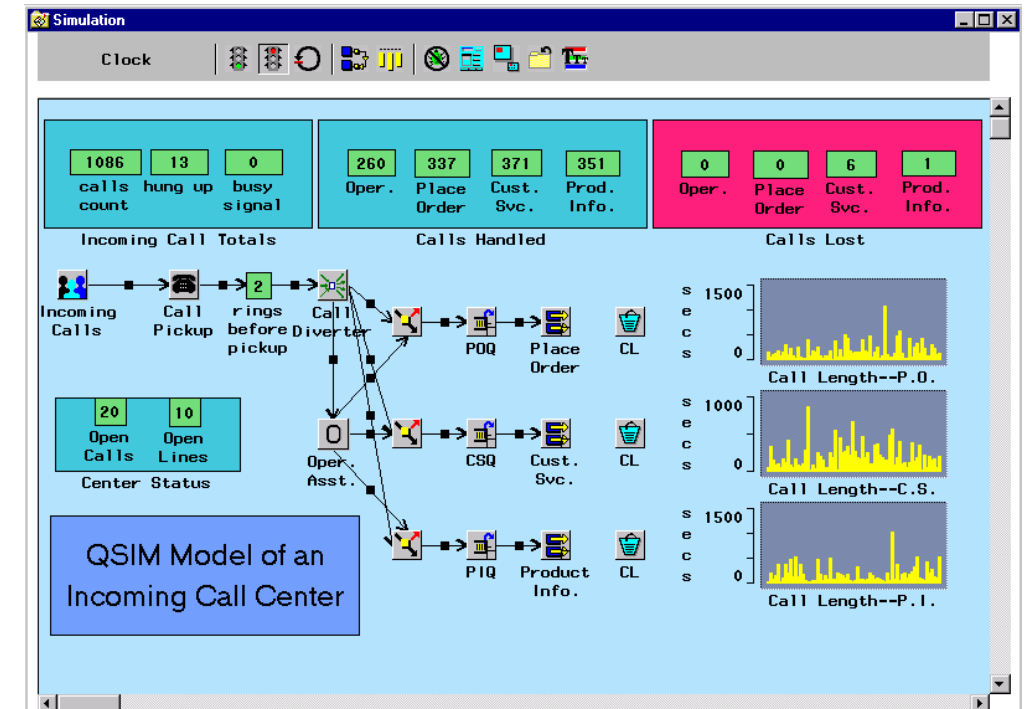 Simulation
Clock
1086 13 0
calls hung up busy
count signal
Incoming Call Totals
260 337 371 351
Oper. Place Cust. Prod.
Order Svc. Info.
Calls Handled
0 0 6 1
Oper. Place Cust. Prod.
Order Svc. Info.
Calls Lost
2
Incoming Call rings Call
Calls Pickup before Diverter
pickup
POQ Place CL
Order
secs 1500
0
Call Length--P.O.
20 10
Open Open
Calls Lines
Center Status
O
Oper.
Asst.
CSQ Cust. CL
Svc.
secs 1000
0
Call Length--C.S.
QSIM Model of an
Incoming Call Center
PIQ Product CL
Info.
secs 1500
0
Call Length--P.I.